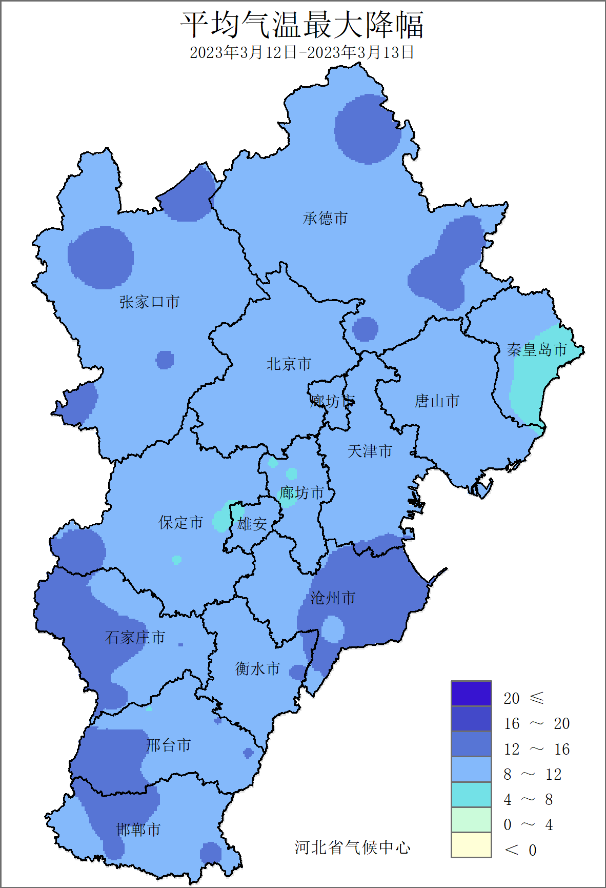 平均气温最大降幅
2023年3月12日-2023年3月13日
承德市
张家口市
秦皇岛市
北京市
廊坊市
唐山市
天津市
廊坊市
保定市
雄安
沧州市
石家庄市
衡水市
邢台市
邯郸市
20 ≤
16 ～ 20
12 ～ 16
8 ～ 12
4 ～ 8
0 ～ 4
＜ 0
河北省气候中心